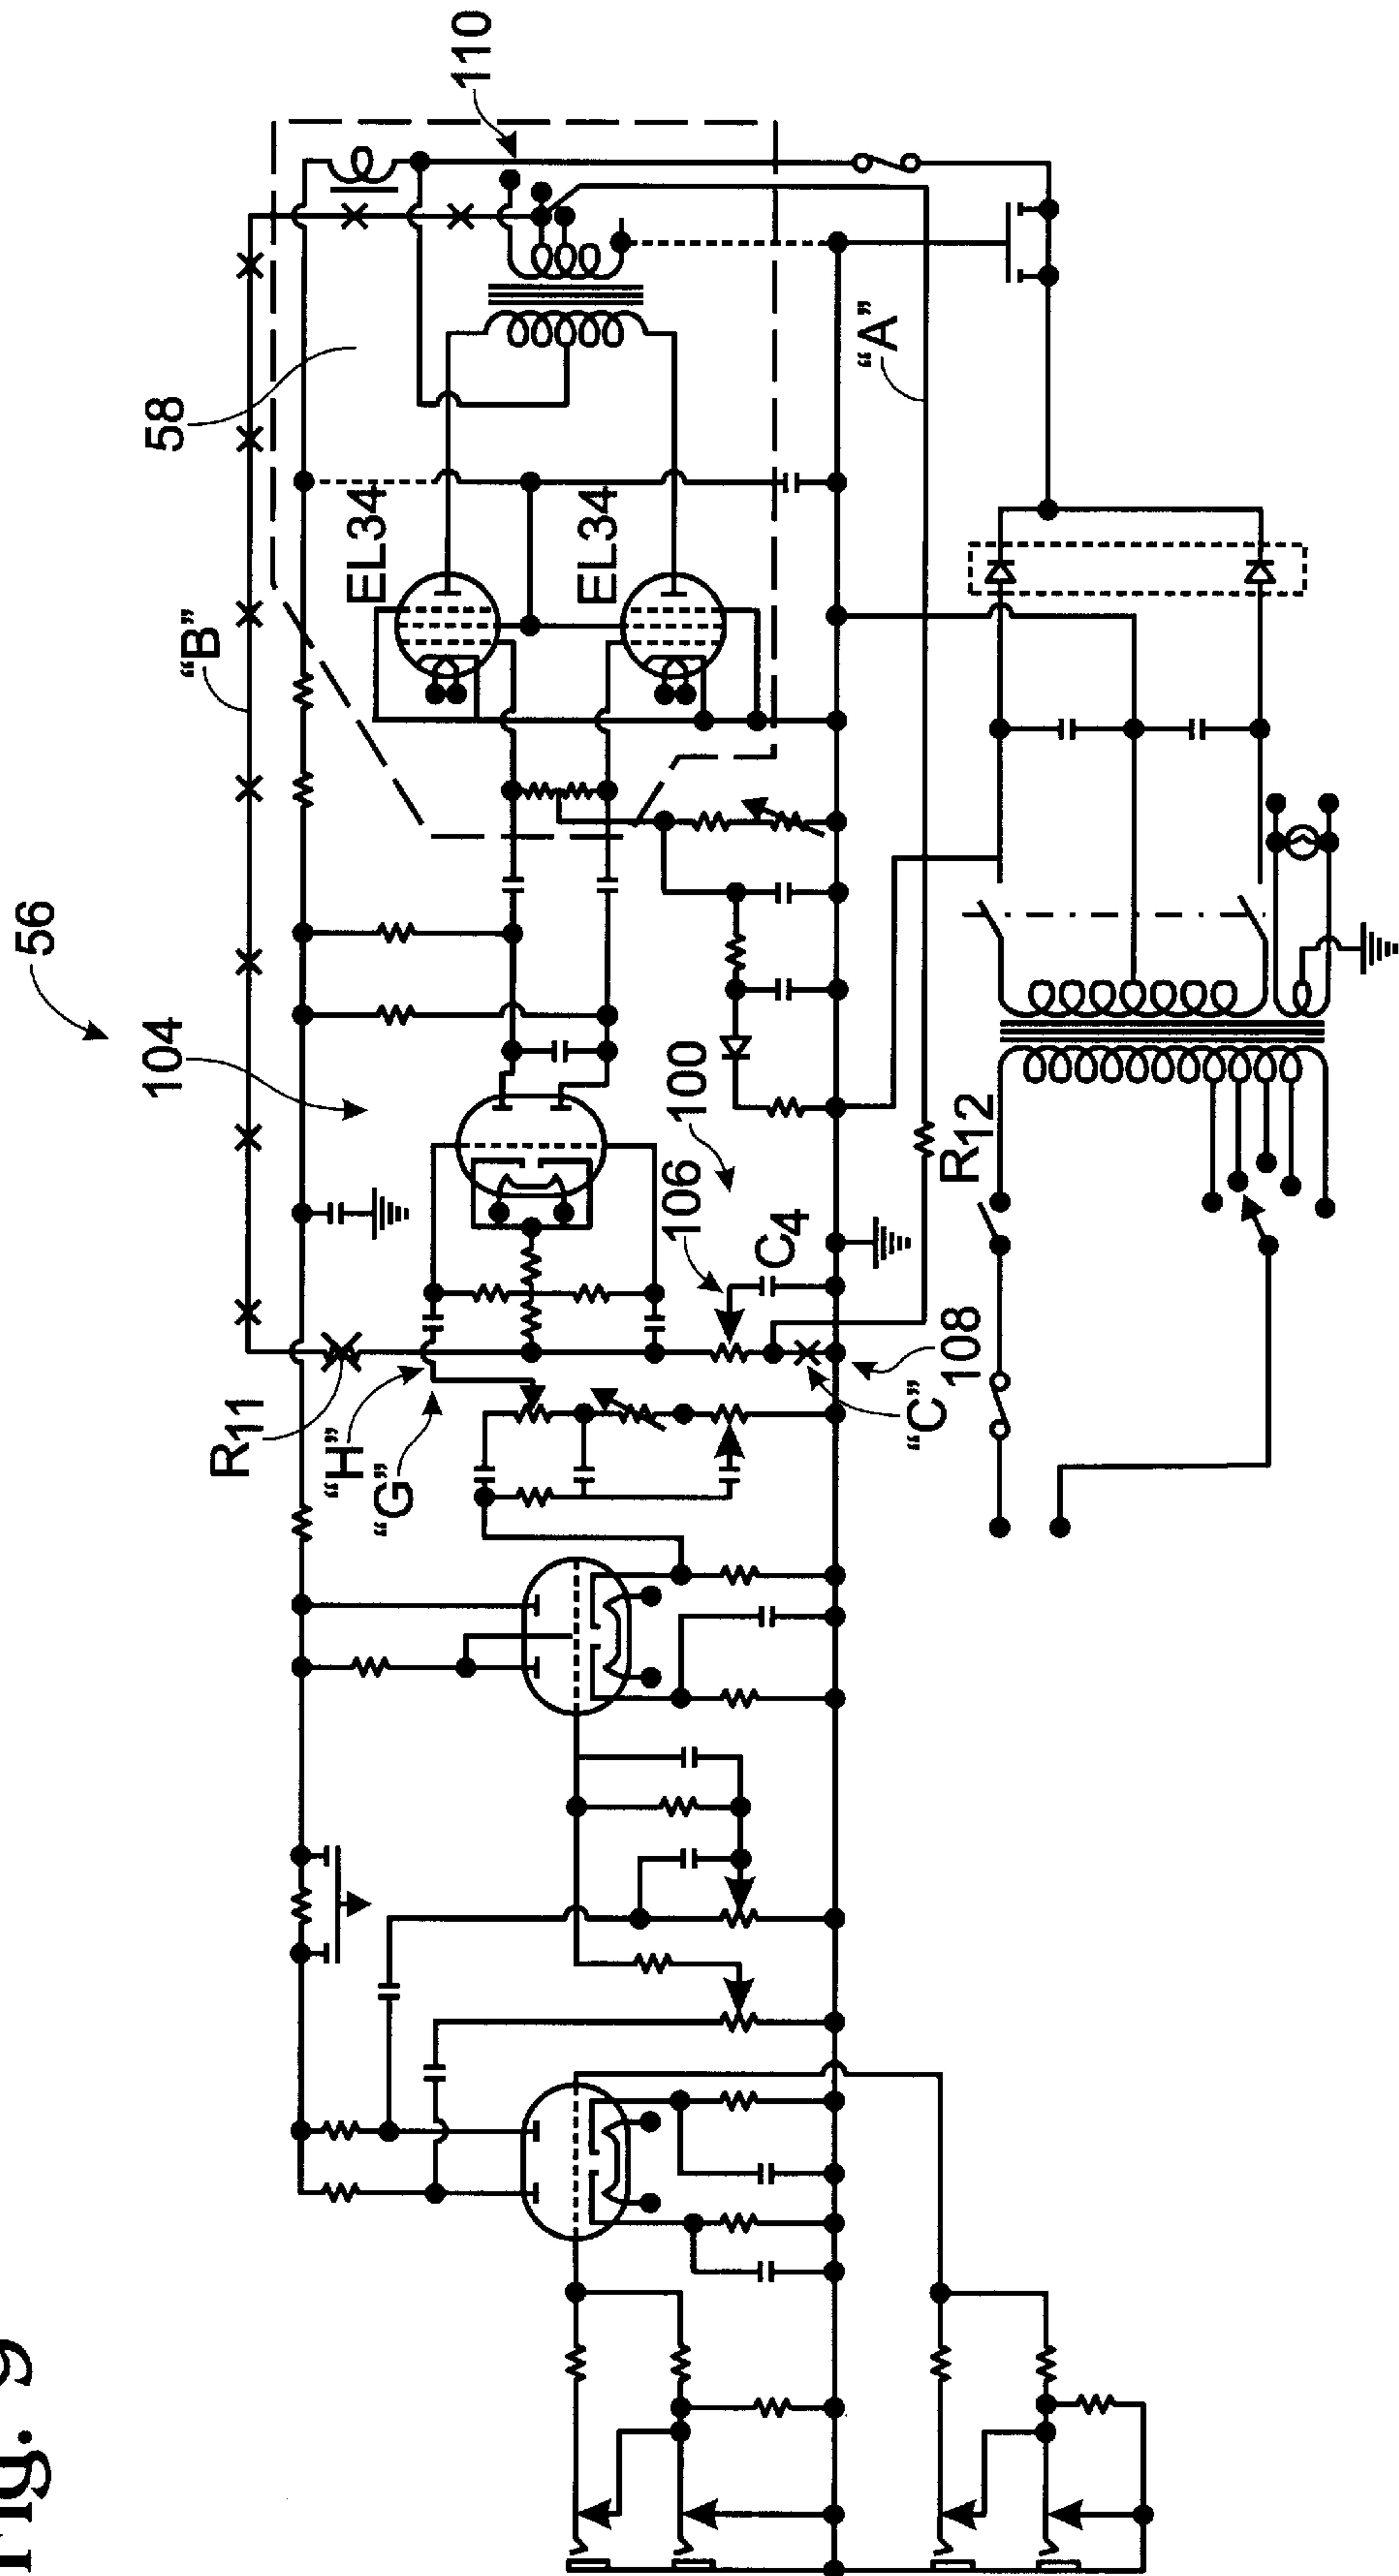 56
104
58
110
"B"
EL34
EL34
"A"
R11
"H"
"G"
106
100
C4
"C"
108
R12
Fig. 9